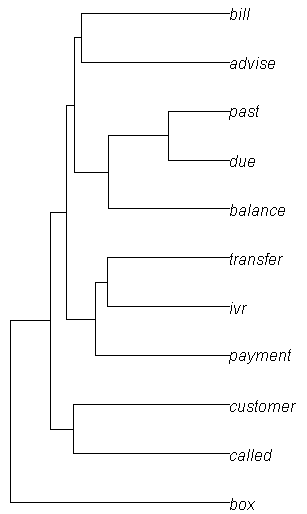 bill
advise
past
due
balance
transfer
ivr
payment
customer
called
box